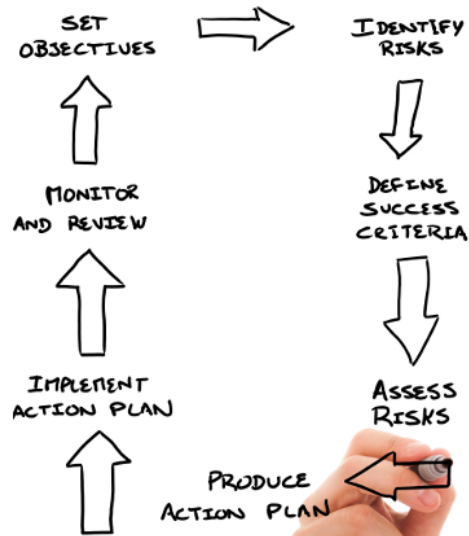 SET
OBJECTIVES
IDENTIFY
RISKS
DEFINE
SUCCESS
CRITERIA
ASSESS
RISKS
PRODUCE
ACTION PLAN
IMPLEMENT
ACTION PLAN
MONITOR
AND REVIEW